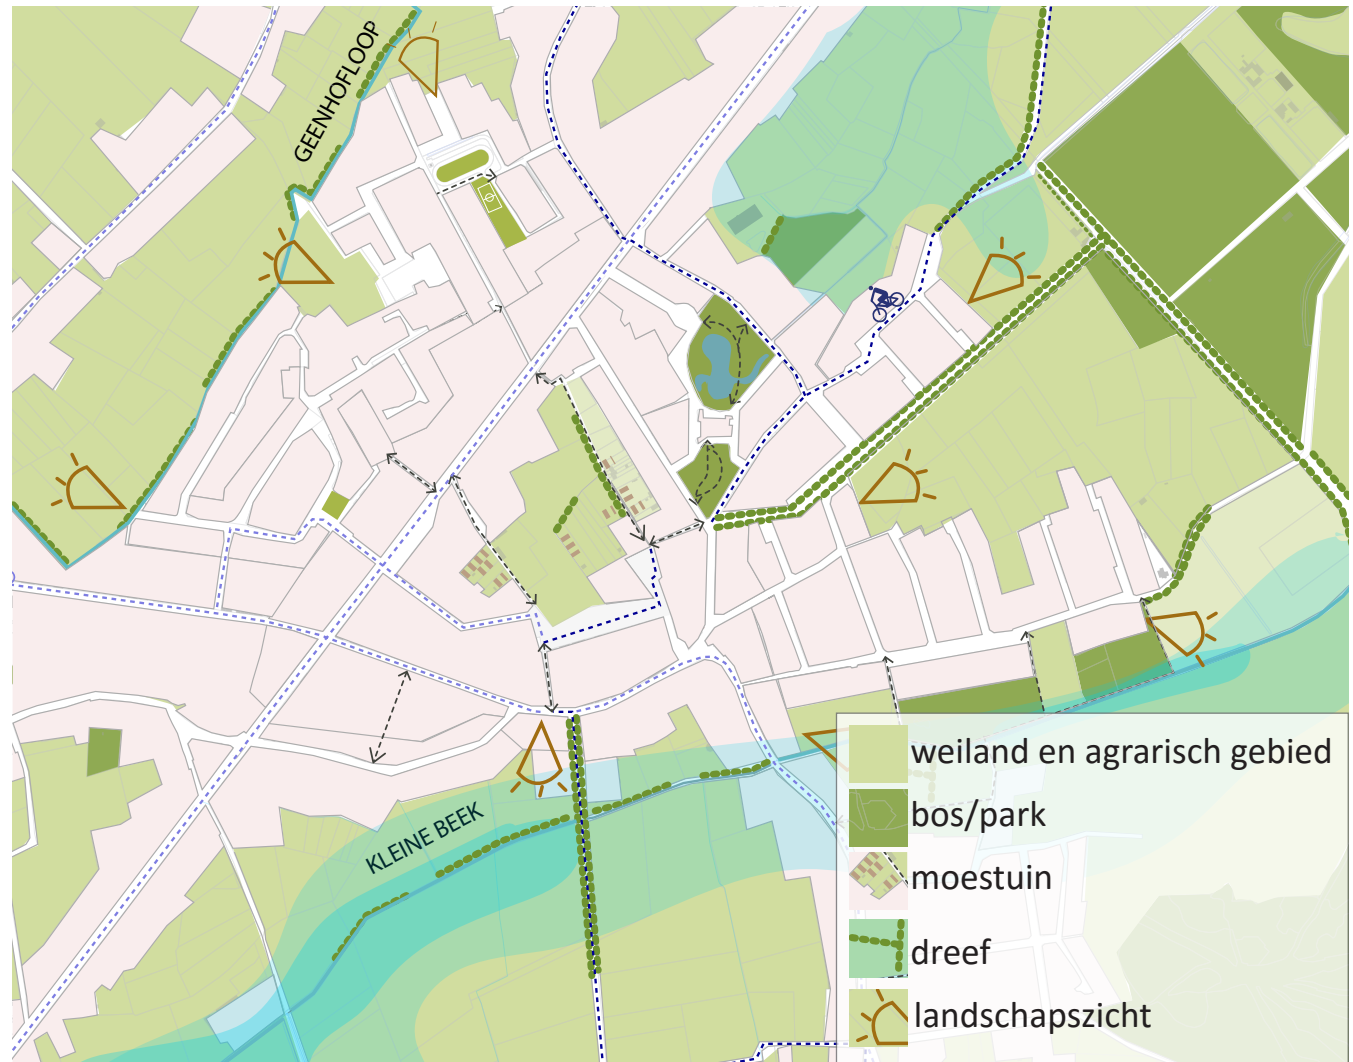 GEENHOFLOOP
KLEINE BEEK
weiland en agrarisch gebied
bos/park
moestuin
dreef
landschapszicht